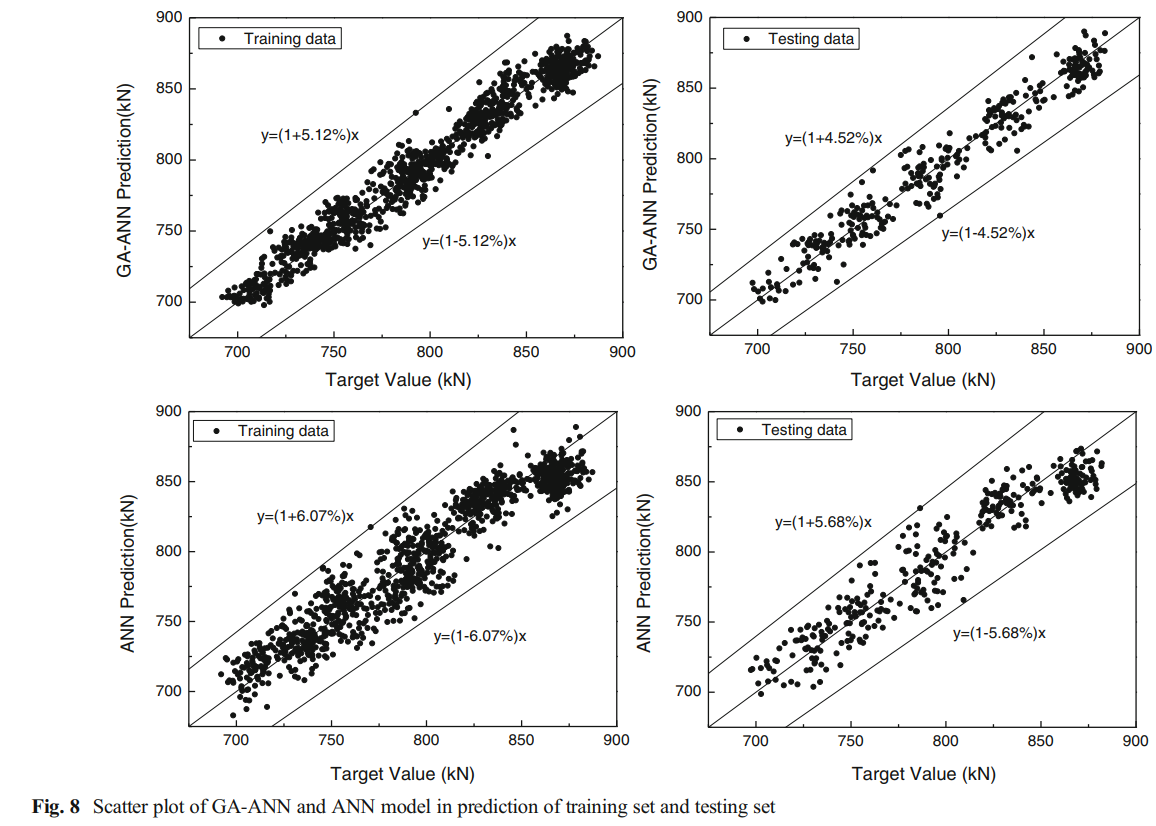 900
850
800
750
700
GA-ANN Prediction(kN)
Training data
y=(1+5.12%)x
y=(1-5.12%)x
700 750 800 850 900
Target Value (kN)
900
850
800
750
700
GA-ANN Prediction(kN)
Testing data
y=(1+4.52%)x
y=(1-4.52%)x
700 750 800 850 900
Target Value (kN)
900
850
800
750
700
ANN Prediction(kN)
Training data
y=(1+6.07%)x
y=(1-6.07%)x
700 750 800 850 900
Target Value (kN)
900
850
800
750
700
ANN Prediction(kN)
Testing data
y=(1+5.68%)x
y=(1-5.68%)x
700 750 800 850 900
Target Value (kN)
Fig. 8 Scatter plot of GA-ANN and ANN model in prediction of training set and testing set